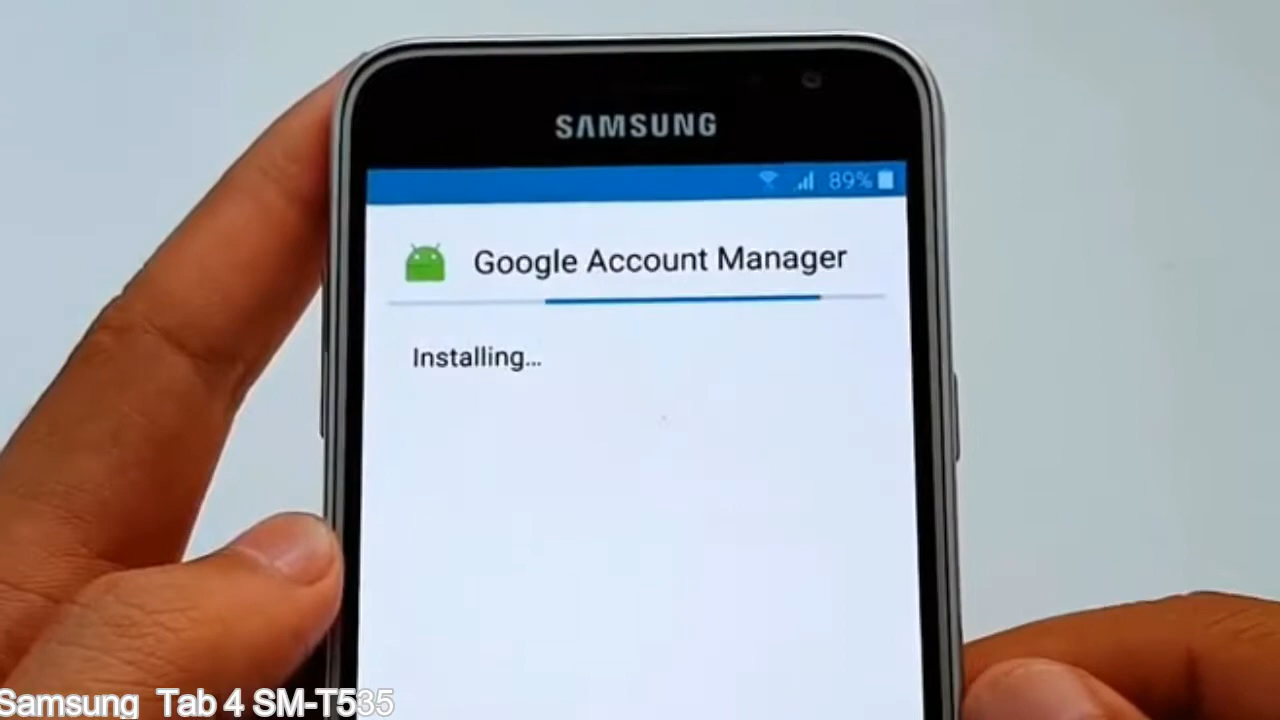 SAMSUNG
89%
Google Account Manager
Installing...
Samsung  Tab 4 SM-T535